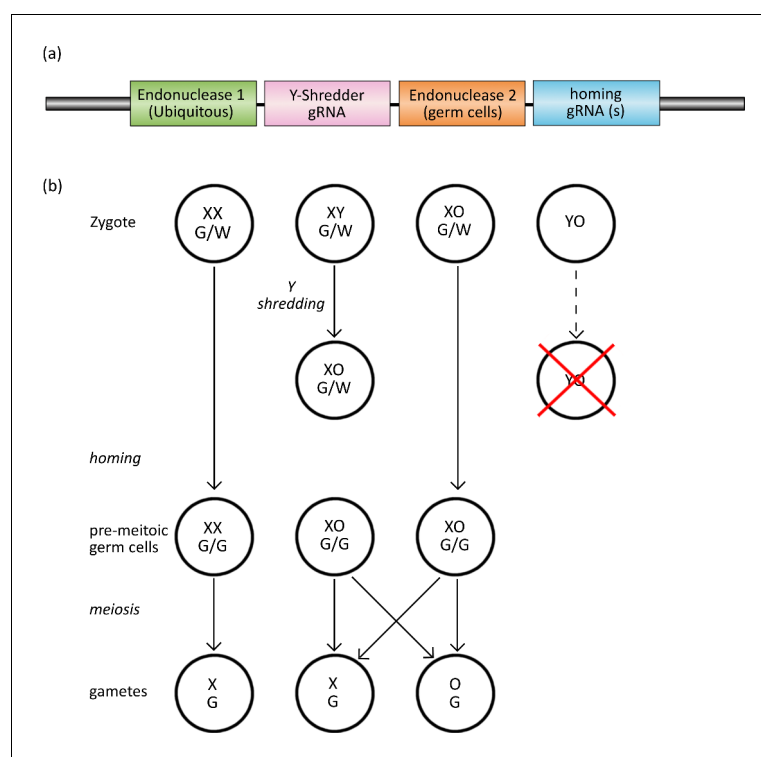 (a)
Endonuclease 1
(Ubiquitous)
Y-Shredder
gRNA
Endonuclease 2
(germ cells)
homing
gRNA (s)
(b)
Zygote
XX
G/W
XY
G/W
XO
G/W
YO
Y
shredding
XO
G/W
YO
homing
pre-meitoic
germ cells
XX
G/G
XO
G/G
XO
G/G
meiosis
gametes
X
G
X
G
O
G